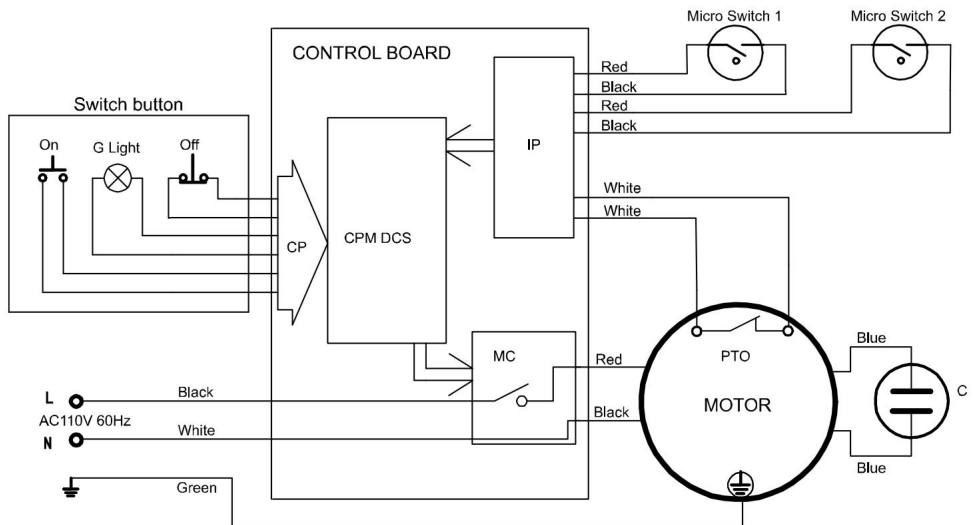 Micro Switch 1
Micro Switch 2
CONTROL BOARD
Red
Black
Red
Black
Switch button
On
G Light
Off
IP
White
White
CP
CPM DCS
MC
Red
PTO
Blue
L
Black
C
AC110V 60Hz
Black
MOTOR
N
White
Blue
Green